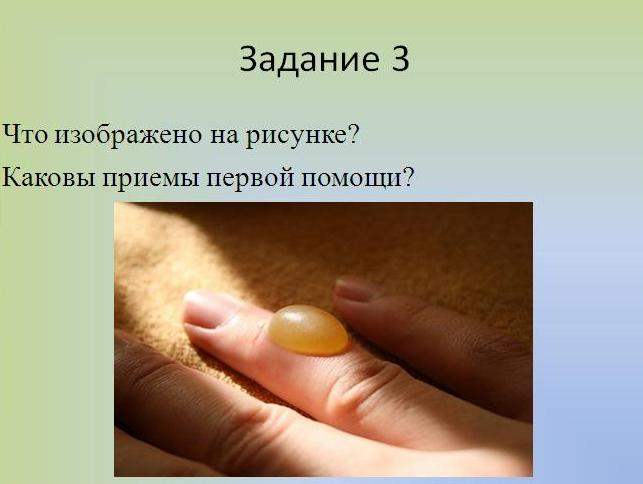 Задание 3
Что изображено на рисунке?
Каковы приемы первой помощи?